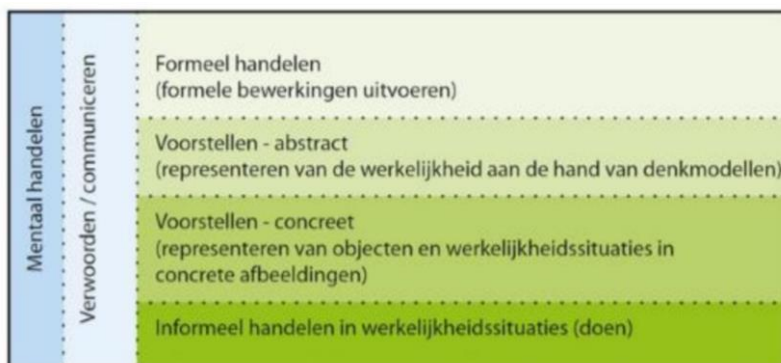 Mentaal handelen
Verwoorden / communiceren
Formeel handelen
(formele bewerkingen uitvoeren)
Voorstellen - abstract
(representeren van de werkelijkheid aan de hand van denkmodellen)
Voorstellen - concreet
(representeren van objecten en werkelijkheidssituaties in
concrete afbeeldingen)
Informeel handelen in werkelijkheidssituaties (doen)